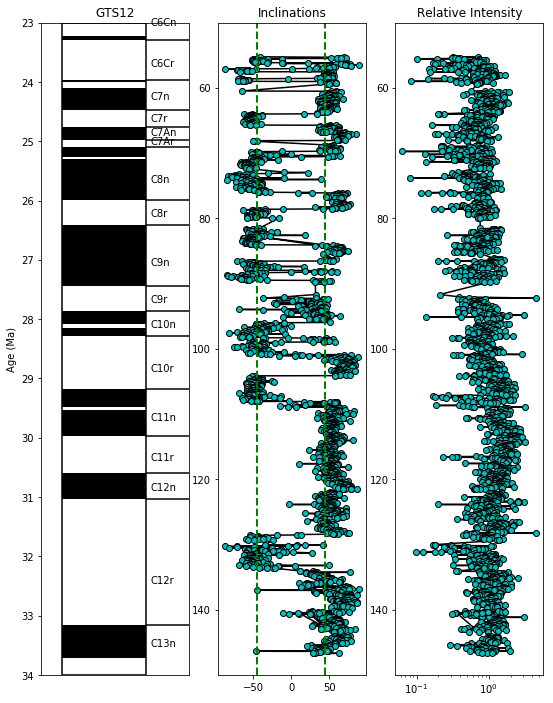 GTS12
Inclinations
Relative Intensity
23
24
25
26
27
28
29
30
31
32
33
34
Age (Ma)
C6Cn
C6Cr
C7n
C7r
C7An
C7Ar
C8n
C8r
C9n
C9r
C10n
C10r
C11n
C11r
C12n
C12r
C13n
60
80
100
120
140
−50
0
50
60
80
100
120
140
10⁻¹
10⁰